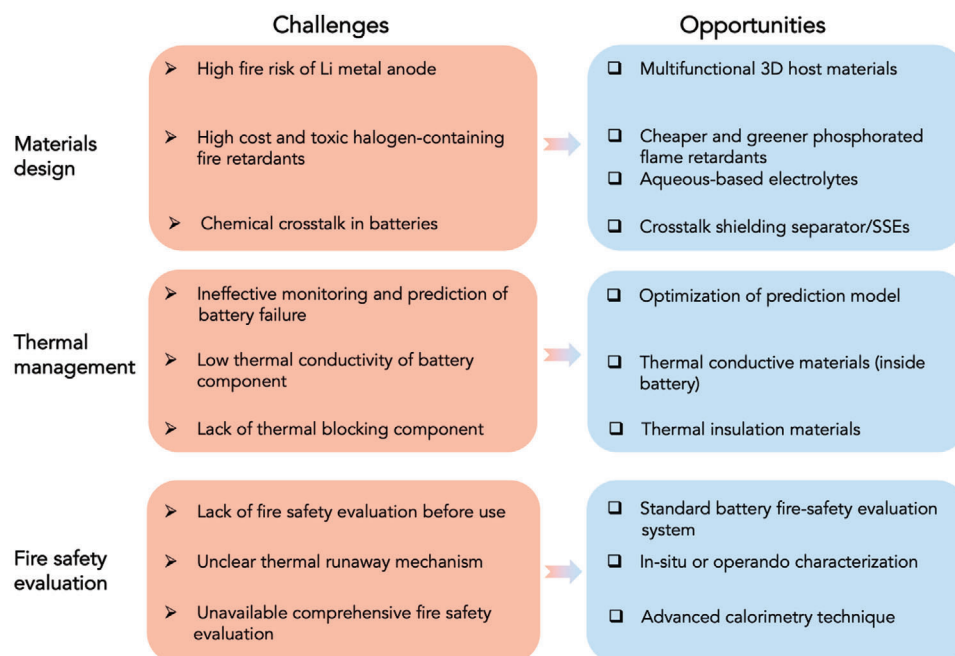 Challenges
Opportunities
Materials
design
High fire risk of Li metal anode
High cost and toxic halogen-containing
fire retardants
Chemical crosstalk in batteries
Multifunctional 3D host materials
Cheaper and greener phosphorated
flame retardants
Aqueous-based electrolytes
Crosstalk shielding separator/SSEs
Thermal
management
Ineffective monitoring and prediction of
battery failure
Low thermal conductivity of battery
component
Lack of thermal blocking component
Optimization of prediction model
Thermal conductive materials (inside
battery)
Thermal insulation materials
Fire safety
evaluation
Lack of fire safety evaluation before use
Unclear thermal runaway mechanism
Unavailable comprehensive fire safety
evaluation
Standard battery fire-safety evaluation
system
In-situ or operando characterization
Advanced calorimetry technique